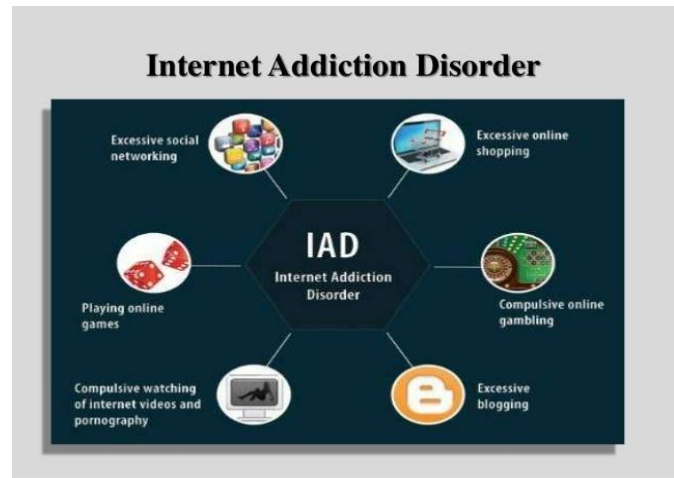 Internet Addiction Disorder
Excessive social
networking
Excessive online
shopping
IAD
Internet Addiction
Disorder
Playing online
games
Compulsive online
gambling
Compulsive watching
of internet videos and
pornography
Excessive
blogging